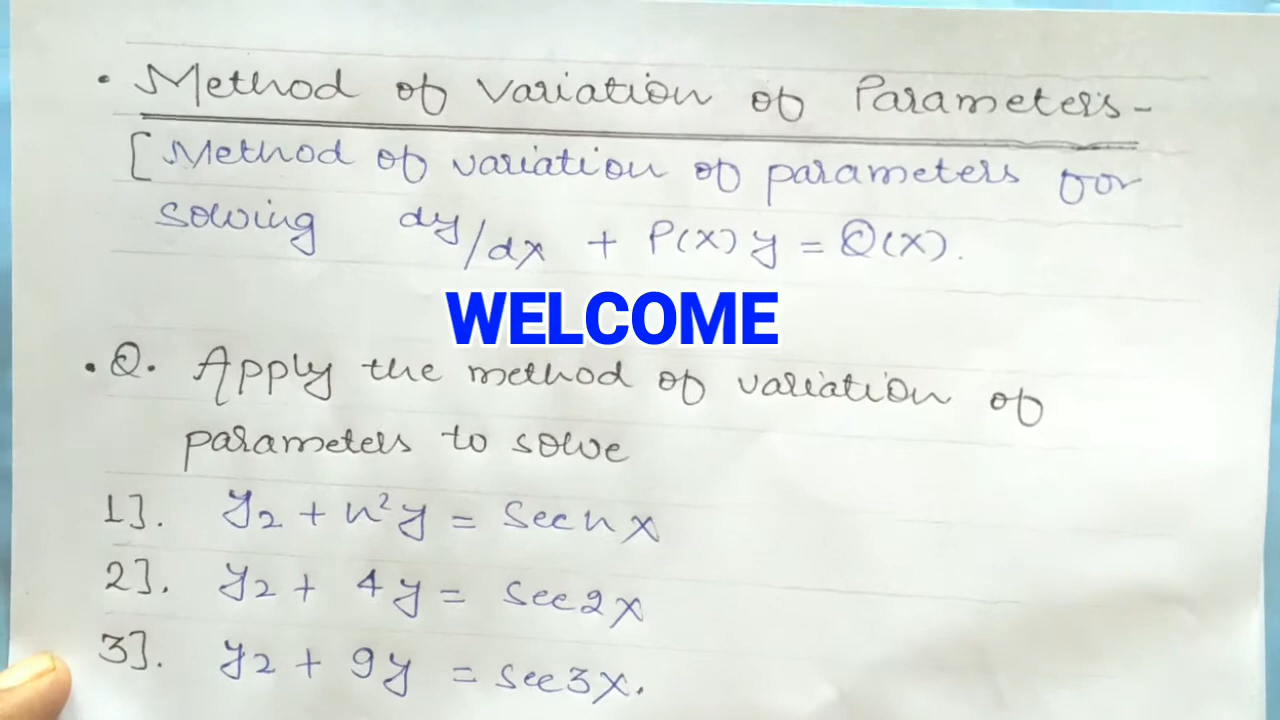 • Method of variation of Parameters-
[Method of variation of parameters for
solving dy/dx + P(x) y = Q(x).
WELCOME
• Q. Apply the method of variation of
parameters to solve
1]. y₂ + n²y = sec nx
2]. y₂ + 4y = sec2x
3]. y₂ + 9y = sec3x.